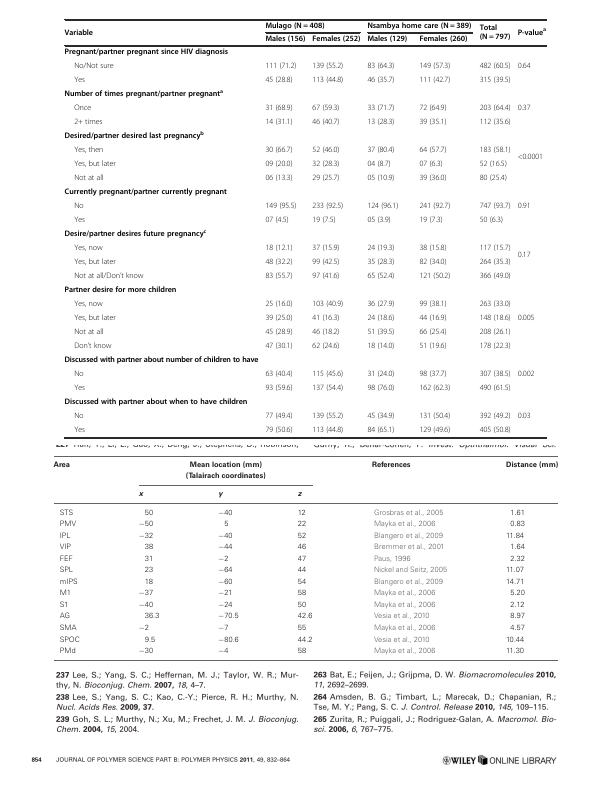 Variable Mulago (N = 408) Nsambya home care (N = 389) Total (N = 797) P-valueᵃ
Males (156) Females (252) Males (129) Females (260)
Pregnant/partner pregnant since HIV diagnosis
No/Not sure 111 (71.2) 139 (55.2) 83 (64.3) 149 (57.3) 482 (60.5) 0.64
Yes 45 (28.8) 113 (44.8) 46 (35.7) 111 (42.7) 315 (39.5)
Number of times pregnant/partner pregnantᵃ
Once 31 (68.9) 67 (59.3) 33 (71.7) 72 (64.9) 203 (64.4) 0.37
2+ times 14 (31.1) 46 (40.7) 13 (28.3) 39 (35.1) 112 (35.6)
Desired/partner desired last pregnancyᵇ
Yes, then 30 (66.7) 52 (46.0) 37 (80.4) 64 (57.7) 183 (58.1) <0.0001
Yes, but later 09 (20.0) 32 (28.3) 04 (8.7) 07 (6.3) 52 (16.5)
Not at all 06 (13.3) 29 (25.7) 05 (10.9) 39 (36.0) 80 (25.4)
Currently pregnant/partner currently pregnant
No 149 (95.5) 233 (92.5) 124 (96.1) 241 (92.7) 747 (93.7) 0.91
Yes 07 (4.5) 19 (7.5) 05 (3.9) 19 (7.3) 50 (6.3)
Desire/partner desires future pregnancyᶜ
Yes, now 18 (12.1) 37 (15.9) 24 (19.3) 38 (15.8) 117 (15.7) 0.17
Yes, but later 48 (32.2) 99 (42.5) 35 (28.3) 82 (34.0) 264 (35.3)
Not at all/Don't know 83 (55.7) 97 (41.6) 65 (52.4) 121 (50.2) 366 (49.0)
Partner desire for more children
Yes, now 25 (16.0) 103 (40.9) 36 (27.9) 99 (38.1) 263 (33.0)
Yes, but later 39 (25.0) 41 (16.3) 24 (18.6) 44 (16.9) 148 (18.6) 0.005
Not at all 45 (28.9) 46 (18.2) 51 (39.5) 66 (25.4) 208 (26.1)
Don't know 47 (30.1) 62 (24.6) 18 (14.0) 51 (19.6) 178 (22.3)
Discussed with partner about number of children to have
No 63 (40.4) 115 (45.6) 31 (24.0) 98 (37.7) 307 (38.5) 0.002
Yes 93 (59.6) 137 (54.4) 98 (76.0) 162 (62.3) 490 (61.5)
Discussed with partner about when to have children
No 77 (49.4) 139 (55.2) 45 (34.9) 131 (50.4) 392 (49.2) 0.03
Yes 79 (50.6) 113 (44.8) 84 (65.1) 129 (49.6) 405 (50.8)
Area Mean location (mm) References Distance (mm)
(Talairach coordinates)
x y z
STS 50 −40 12 Grosbras et al., 2005 1.61
PMV −50 5 22 Mayka et al., 2006 0.83
IPL −32 −40 52 Blangero et al., 2009 11.84
VIP 38 −44 46 Bremmer et al., 2001 1.64
FEF 31 −2 47 Paus, 1996 2.32
SPL 23 −64 44 Nickel and Seitz, 2005 11.07
mIPS 18 −60 54 Blangero et al., 2009 14.71
M1 −37 −21 58 Mayka et al., 2006 5.20
S1 −40 −24 50 Mayka et al., 2006 2.12
AG 36.3 −70.5 42.6 Vesia et al., 2010 8.97
SMA −2 −7 55 Mayka et al., 2006 4.57
SPOC 9.5 −80.6 44.2 Vesia et al., 2010 10.44
PMd −30 −4 58 Mayka et al., 2006 11.30
237 Lee, S.; Yang, S. C.; Heffernan, M. J.; Taylor, W. R.; Mur-
thy, N. Bioconjug. Chem. 2007, 18, 4–7.
238 Lee, S.; Yang, S. C.; Kao, C.-Y.; Pierce, R. H.; Murthy, N.
Nucl. Acids Res. 2009, 37.
239 Goh, S. L.; Murthy, N.; Xu, M.; Frechet, J. M. J. Bioconjug.
Chem. 2004, 15, 2004.
263 Bat, E.; Feijen, J.; Grijpma, D. W. Biomacromolecules 2010,
11, 2692–2699.
264 Amsden, B. G.; Timbart, L.; Marecak, D.; Chapanian, R.;
Tse, M. Y.; Pang, S. C. J. Control. Release 2010, 145, 109–115.
265 Zurita, R.; Puiggali, J.; Rodriguez-Galan, A. Macromol. Bio-
sci. 2006, 6, 767–775.
854 JOURNAL OF POLYMER SCIENCE PART B: POLYMER PHYSICS 2011, 49, 832–864 WILEY ONLINE LIBRARY